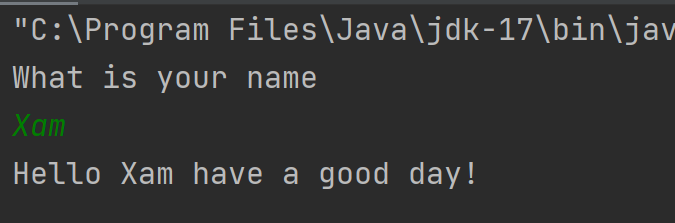 "C:\Program Files\Java\jdk-17\bin\jav
What is your name
Xam
Hello Xam have a good day!